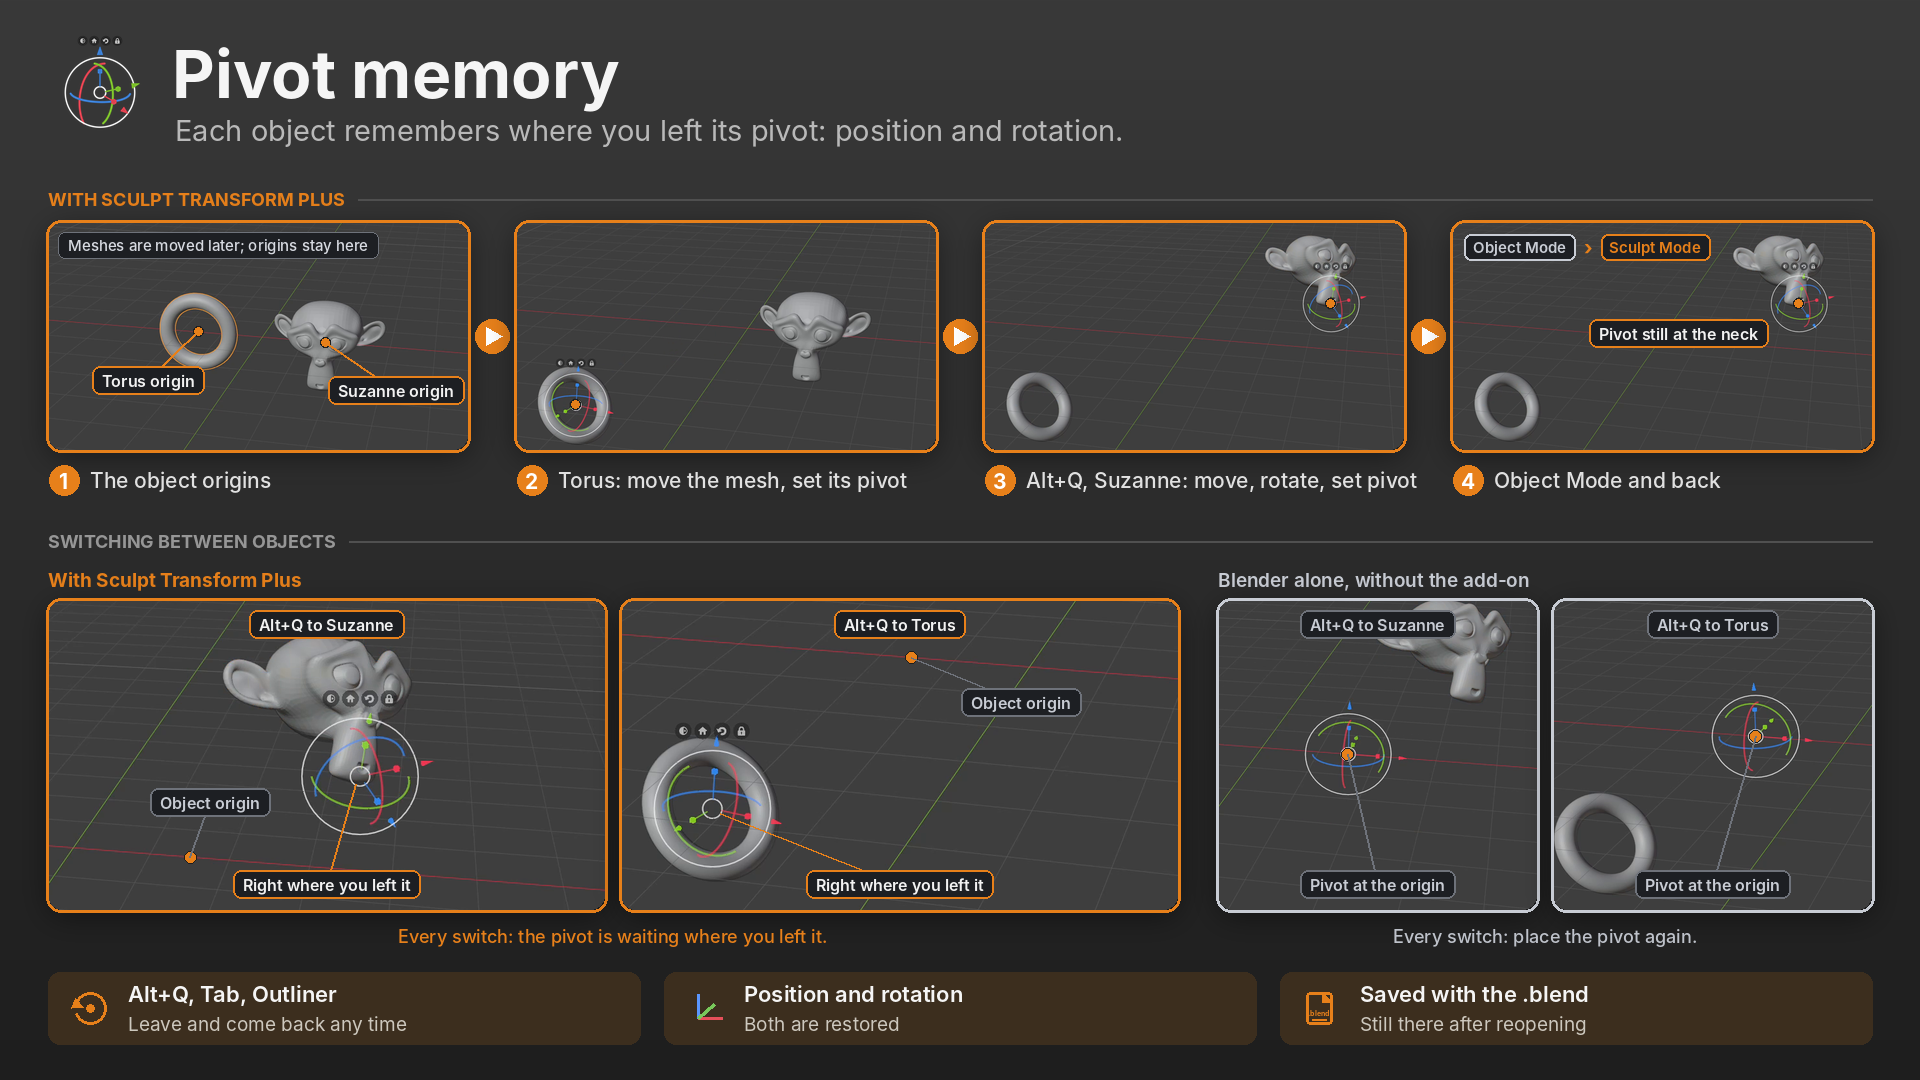 Pivot memory
Each object remembers where you left its pivot: position and rotation.
WITH SCULPT TRANSFORM PLUS
Meshes are moved later; origins stay here
Torus origin
Suzanne origin
Object Mode › Sculpt Mode
Pivot still at the neck
1 The object origins
2 Torus: move the mesh, set its pivot
3 Alt+Q, Suzanne: move, rotate, set pivot
4 Object Mode and back
SWITCHING BETWEEN OBJECTS
With Sculpt Transform Plus
Alt+Q to Suzanne
Object origin
Right where you left it
Alt+Q to Torus
Object origin
Right where you left it
Every switch: the pivot is waiting where you left it.
Blender alone, without the add-on
Alt+Q to Suzanne
Pivot at the origin
Alt+Q to Torus
Pivot at the origin
Every switch: place the pivot again.
Alt+Q, Tab, Outliner
Leave and come back any time
Position and rotation
Both are restored
.blend
Saved with the .blend
Still there after reopening